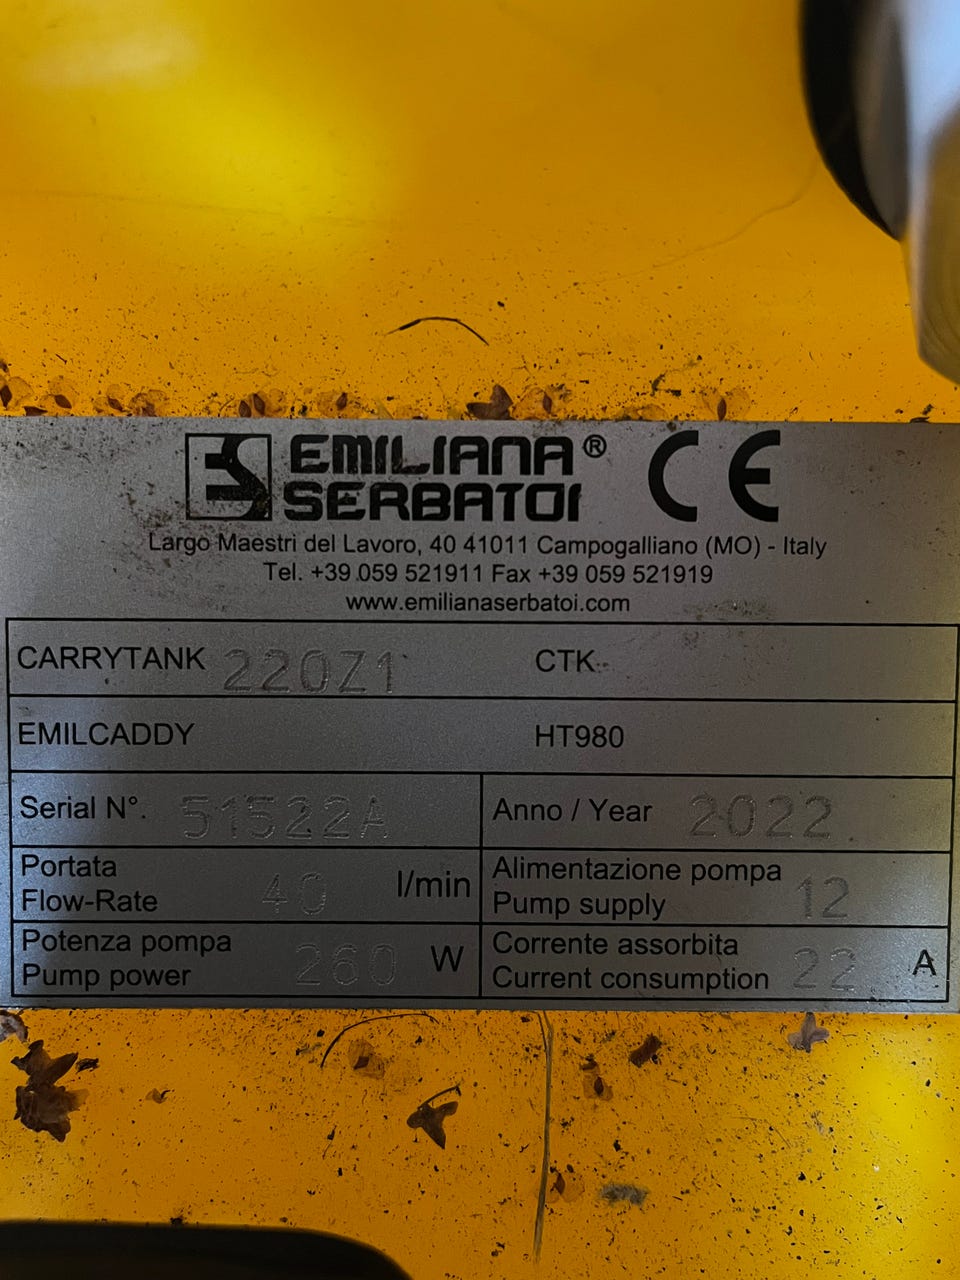 EMILIANA®
SERBATOI
CE
Largo Maestri del Lavoro, 40 41011 Campogalliano (MO) - Italy
Tel. +39 059 521911 Fax +39 059 521919
www.emilianaserbatoi.com
CARRYTANK 220Z1 CTK
EMILCADDY HT980
Serial N°. 51522A Anno / Year 2022
Portata
Flow-Rate 40 l/min
Alimentazione pompa
Pump supply 12
Potenza pompa
Pump power 260 W
Corrente assorbita
Current consumption 22 A